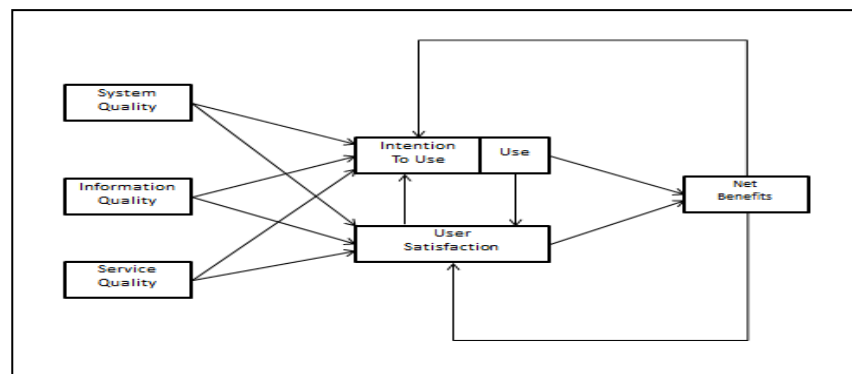 System
Quality
Intention
To Use
Use
Information
Quality
Net
Benefits
User
Satisfaction
Service
Quality